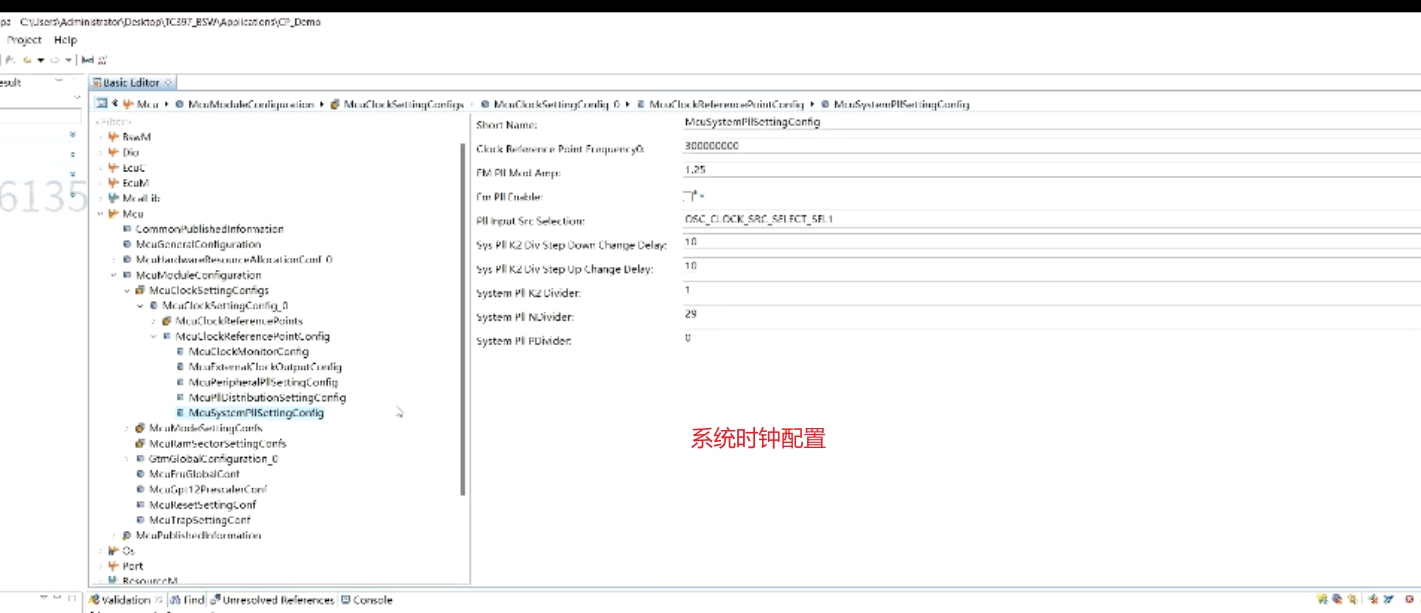 C:\Users\Administrator\Desktop\TC397_BSW\Applications\CP_Demo
Project Help
Basic Editor
Mcu McuModuleConfiguration McuClockSettingConfigs McuClockSettingConfig_0 McuClockReferencePointConfig McuSystemPllSettingConfig
<Filter>
BswM
Dio
EcuC
EcuM
McalLib
Mcu
CommonPublishedInformation
McuGeneralConfiguration
McuHardwareResourceAllocationConf_0
McuModuleConfiguration
McuClockSettingConfigs
McuClockSettingConfig_0
McuClockReferencePoints
McuClockReferencePointConfig
McuClockMonitorConfig
McuExternalClockOutputConfig
McuPeripheralPllSettingConfig
McuPllDistributionSettingConfig
McuSystemPllSettingConfig
McuModeSettingConfs
McuRamSectorSettingConfs
GtmGlobalConfiguration_0
McuEruGlobalConf
McuGpt12PrescalerConf
McuResetSettingConf
McuTrapSettingConf
McuPublishedInformation
Os
Port
ResourceM
Short Name: McuSystemPllSettingConfig
Clock Reference Point Frequency0: 300000000
FM Pll Mod Amp: 1.25
Fm Pll Enable:
Pll Input Src Selection: OSC_CLOCK_SRC_SELECT_SEL1
Sys Pll K2 Div Step Down Change Delay: 10
Sys Pll K2 Div Step Up Change Delay: 10
System Pll K2 Divider: 1
System Pll NDivider: 29
System Pll PDivider: 0
系统时钟配置
6135
Validation Find Unresolved References Console